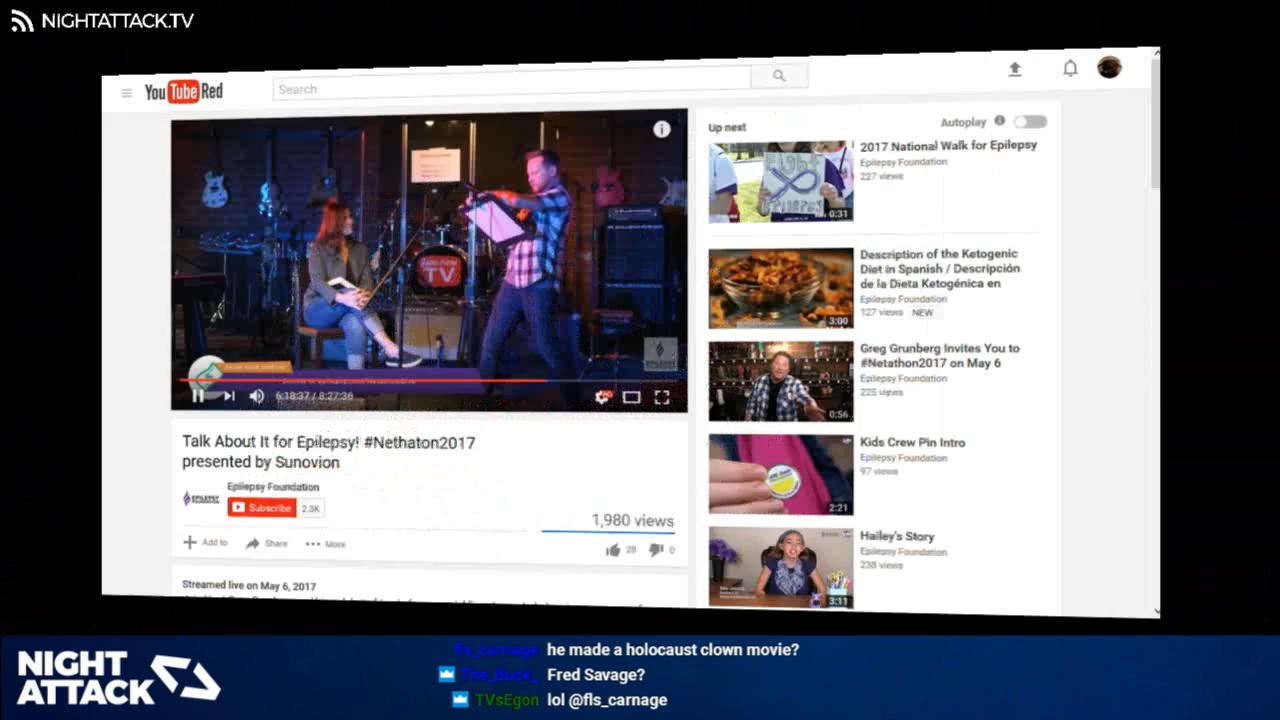 NIGHTATTACK.TV
YouTube Red
Search
TV
6:18:37 / 8:27:36
Talk About It for Epilepsy! #Nethaton2017
presented by Sunovion
Epilepsy Foundation
Subscribe 2.3K
1,980 views
Add to Share More
28 0
Streamed live on May 6, 2017
Up next
Autoplay
2017 National Walk for Epilepsy
Epilepsy Foundation
227 views
0:31
Description of the Ketogenic
Diet in Spanish / Descripción
de la Dieta Ketogénica en
Epilepsy Foundation
127 views NEW
3:00
Greg Grunberg Invites You to
#Netathon2017 on May 6
Epilepsy Foundation
225 views
0:56
Kids Crew Pin Intro
Epilepsy Foundation
97 views
2:21
Hailey's Story
Epilepsy Foundation
238 views
3:11
NIGHT
ATTACK
fls_carnage he made a holocaust clown movie?
The_Buck_ Fred Savage?
TVsEgon lol @fls_carnage